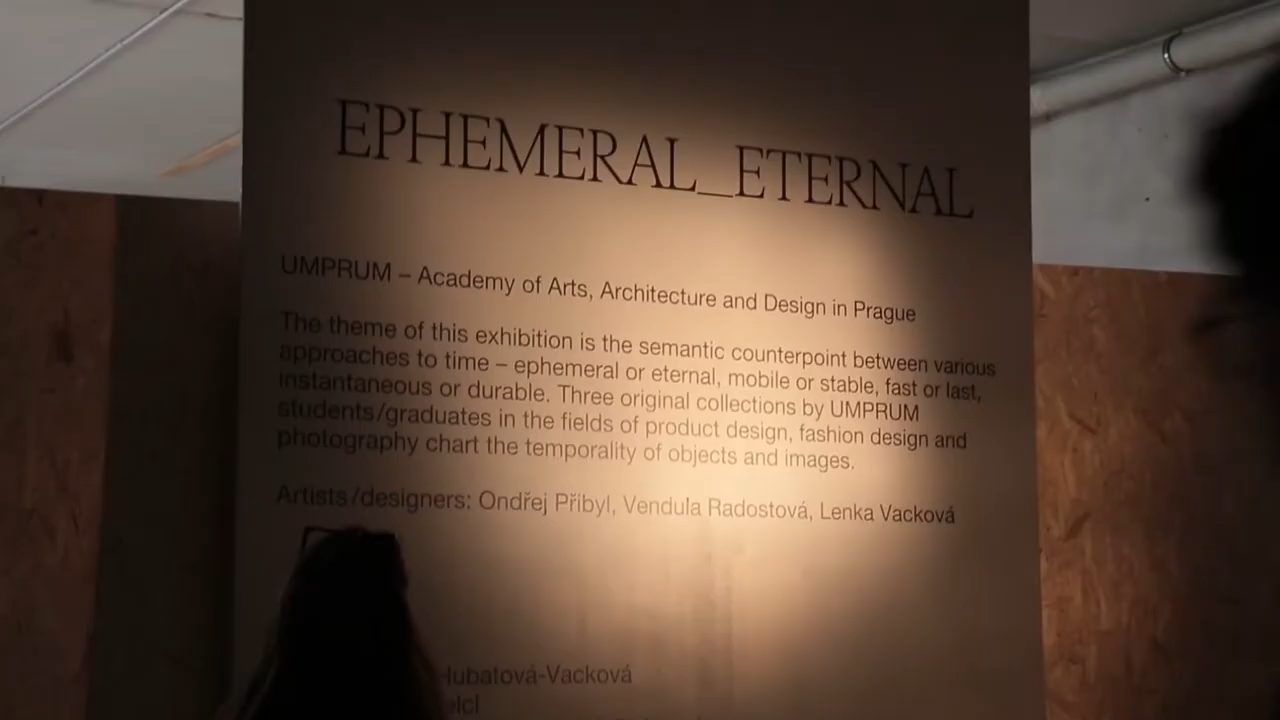 EPHEMERAL_ETERNAL
UMPRUM – Academy of Arts, Architecture and Design in Prague
The theme of this exhibition is the semantic counterpoint between various
approaches to time – ephemeral or eternal, mobile or stable, fast or last,
instantaneous or durable. Three original collections by UMPRUM
students/graduates in the fields of product design, fashion design and
photography chart the temporality of objects and images.
Artists/designers: Ondřej Přibyl, Vendula Radostová, Lenka Vacková